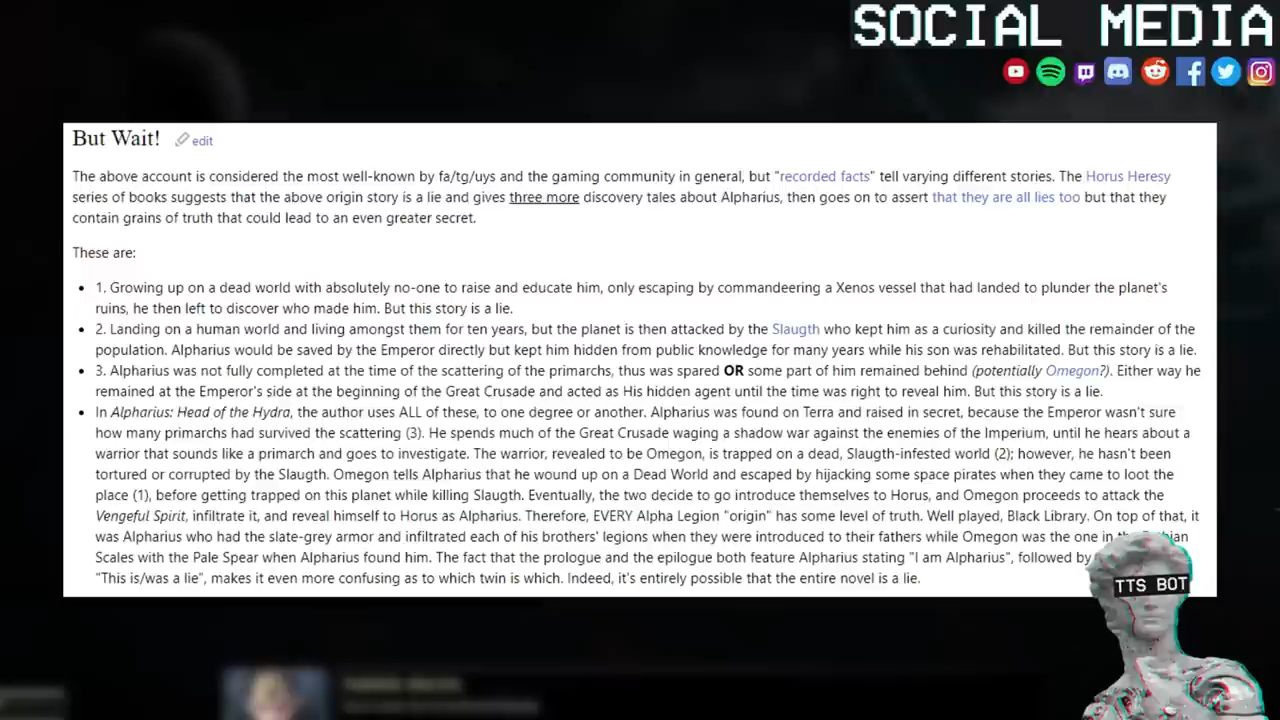 SOCIAL MEDIA
But Wait! edit
The above account is considered the most well-known by fa/tg/uys and the gaming community in general, but "recorded facts" tell varying different stories. The Horus Heresy
series of books suggests that the above origin story is a lie and gives three more discovery tales about Alpharius, then goes on to assert that they are all lies too but that they
contain grains of truth that could lead to an even greater secret.
These are:
• 1. Growing up on a dead world with absolutely no-one to raise and educate him, only escaping by commandeering a Xenos vessel that had landed to plunder the planet's
ruins, he then left to discover who made him. But this story is a lie.
• 2. Landing on a human world and living amongst them for ten years, but the planet is then attacked by the Slaugth who kept him as a curiosity and killed the remainder of the
population. Alpharius would be saved by the Emperor directly but kept him hidden from public knowledge for many years while his son was rehabilitated. But this story is a lie.
• 3. Alpharius was not fully completed at the time of the scattering of the primarchs, thus was spared OR some part of him remained behind (potentially Omegon?). Either way he
remained at the Emperor's side at the beginning of the Great Crusade and acted as His hidden agent until the time was right to reveal him. But this story is a lie.
• In Alpharius: Head of the Hydra, the author uses ALL of these, to one degree or another. Alpharius was found on Terra and raised in secret, because the Emperor wasn't sure
how many primarchs had survived the scattering (3). He spends much of the Great Crusade waging a shadow war against the enemies of the Imperium, until he hears about a
warrior that sounds like a primarch and goes to investigate. The warrior, revealed to be Omegon, is trapped on a dead, Slaugth-infested world (2); however, he hasn't been
tortured or corrupted by the Slaugth. Omegon tells Alpharius that he wound up on a Dead World and escaped by hijacking some space pirates when they came to loot the
place (1), before getting trapped on this planet while killing Slaugth. Eventually, the two decide to go introduce themselves to Horus, and Omegon proceeds to attack the
Vengeful Spirit, infiltrate it, and reveal himself to Horus as Alpharius. Therefore, EVERY Alpha Legion "origin" has some level of truth. Well played, Black Library. On top of that, it
was Alpharius who had the slate-grey armor and infiltrated each of his brothers' legions when they were introduced to their fathers while Omegon was the one in
Scales with the Pale Spear when Alpharius found him. The fact that the prologue and the epilogue both feature Alpharius stating "I am Alpharius", followed by
"This is/was a lie", makes it even more confusing as to which twin is which. Indeed, it's entirely possible that the entire novel is a lie.
TTS BOT